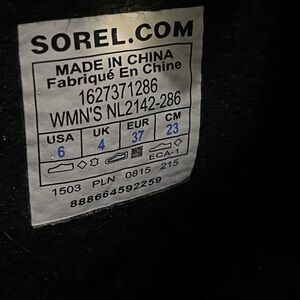 SOREL.COM
MADE IN CHINA
Fabriqué En Chine
1627371286
WMN'S NL2142-286
USA UK EUR CM
6 4 37 23
ECA-1
1503 PLN 0815 215
888664592259